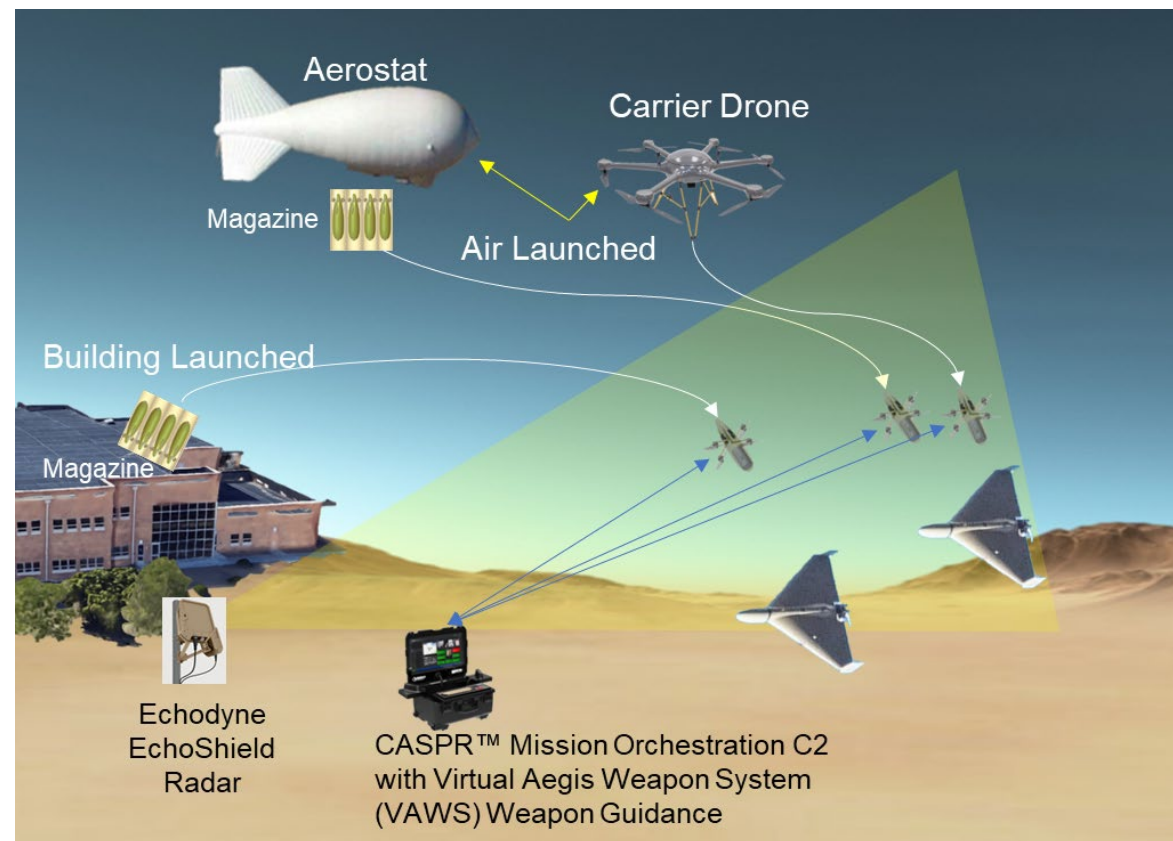 Aerostat
Carrier Drone
Magazine
Air Launched
Building Launched
Magazine
Echodyne
EchoShield
Radar
CASPR™ Mission Orchestration C2
with Virtual Aegis Weapon System
(VAWS) Weapon Guidance